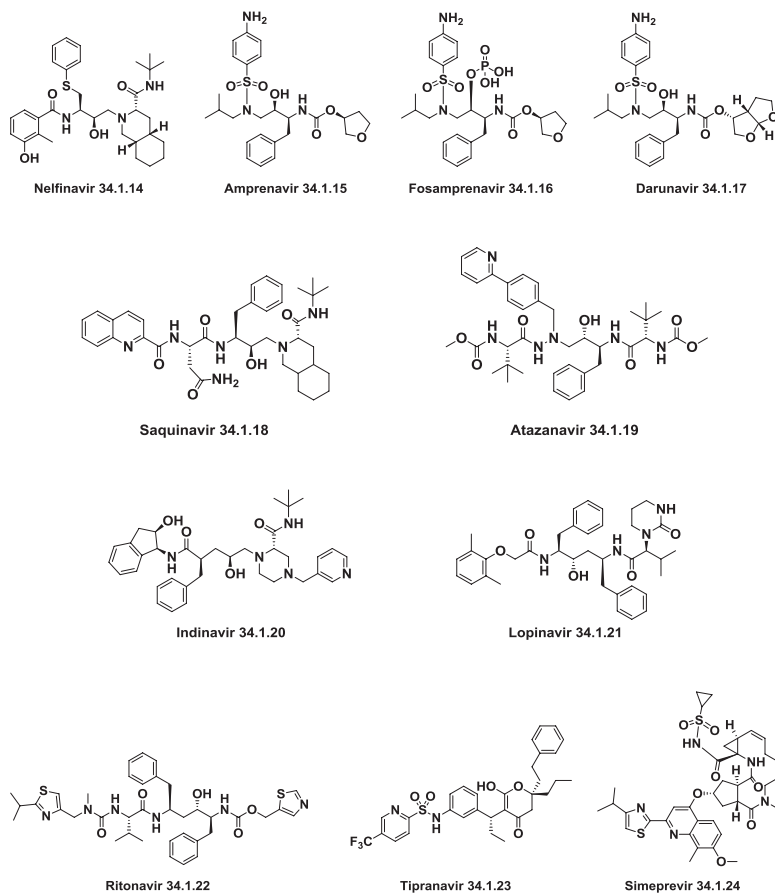 Nelfinavir 34.1.14
Amprenavir 34.1.15
Fosamprenavir 34.1.16
Darunavir 34.1.17
Saquinavir 34.1.18
Atazanavir 34.1.19
Indinavir 34.1.20
Lopinavir 34.1.21
Ritonavir 34.1.22
Tipranavir 34.1.23
Simeprevir 34.1.24